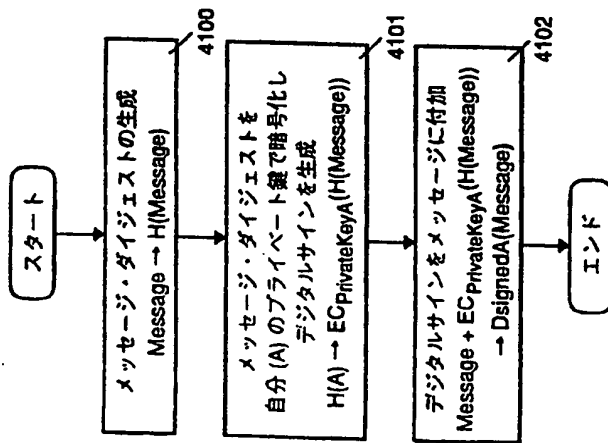 スタート
メッセージ・ダイジェストの生成
Message → H(Message)
4100
メッセージ・ダイジェストを
自分(A)のプライベート鍵で暗号化し
デジタルサインを生成
H(A) → ECPrivateKeyA(H(Message))
4101
デジタルサインをメッセージに付加
Message + ECPrivateKeyA(H(Message))
→ DsignedA(Message)
4102
エンド